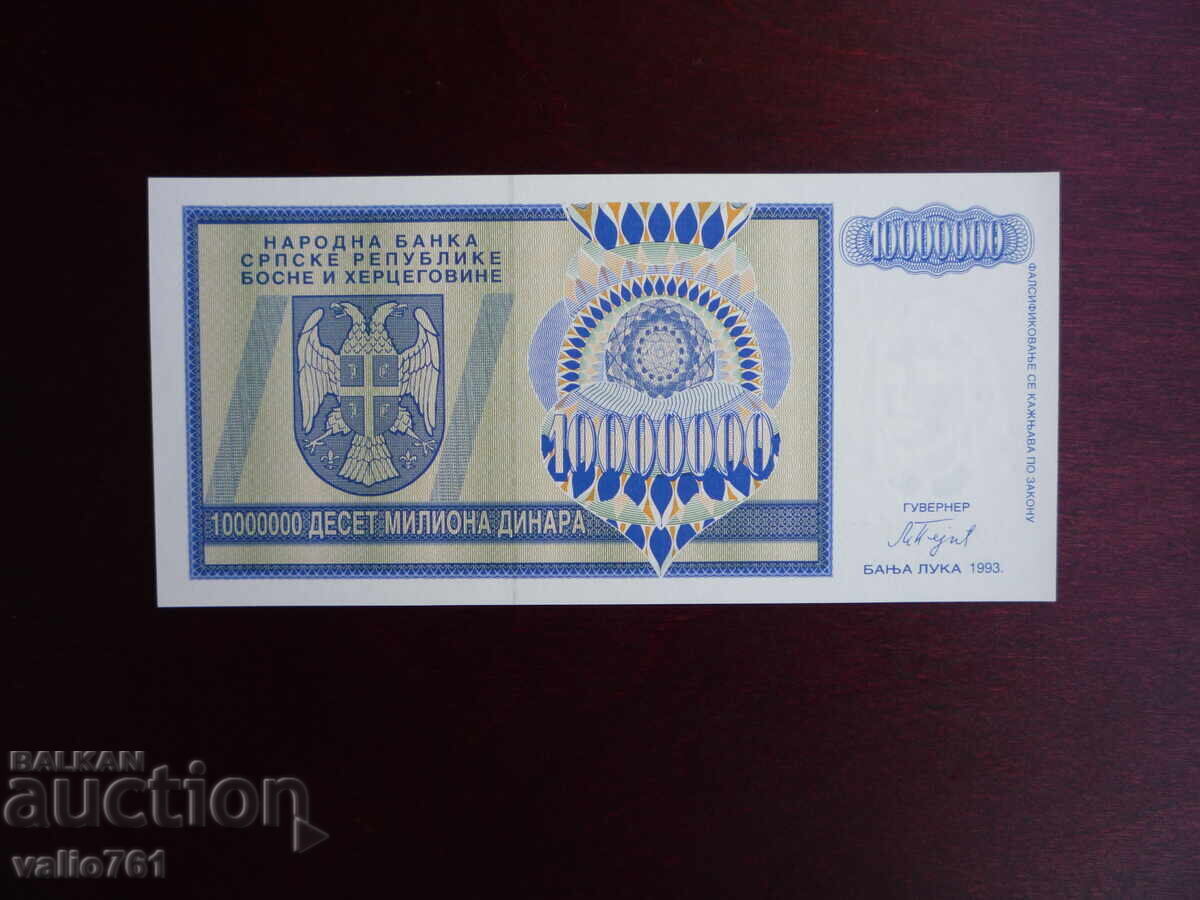 НАРОДНА БАНКА
СРПСКЕ РЕПУБЛИКЕ
БОСНЕ И ХЕРЦЕГОВИНЕ
10000000 ДЕСЕТ МИЛИОНА ДИНАРА
10000000
10000000
ФАЛСИФИКОВАЊЕ СЕ КАЖЊАВА ПО ЗАКОНУ
ГУВЕРНЕР
БАЊА ЛУКА 1993.
BALKAN
auction
valio761